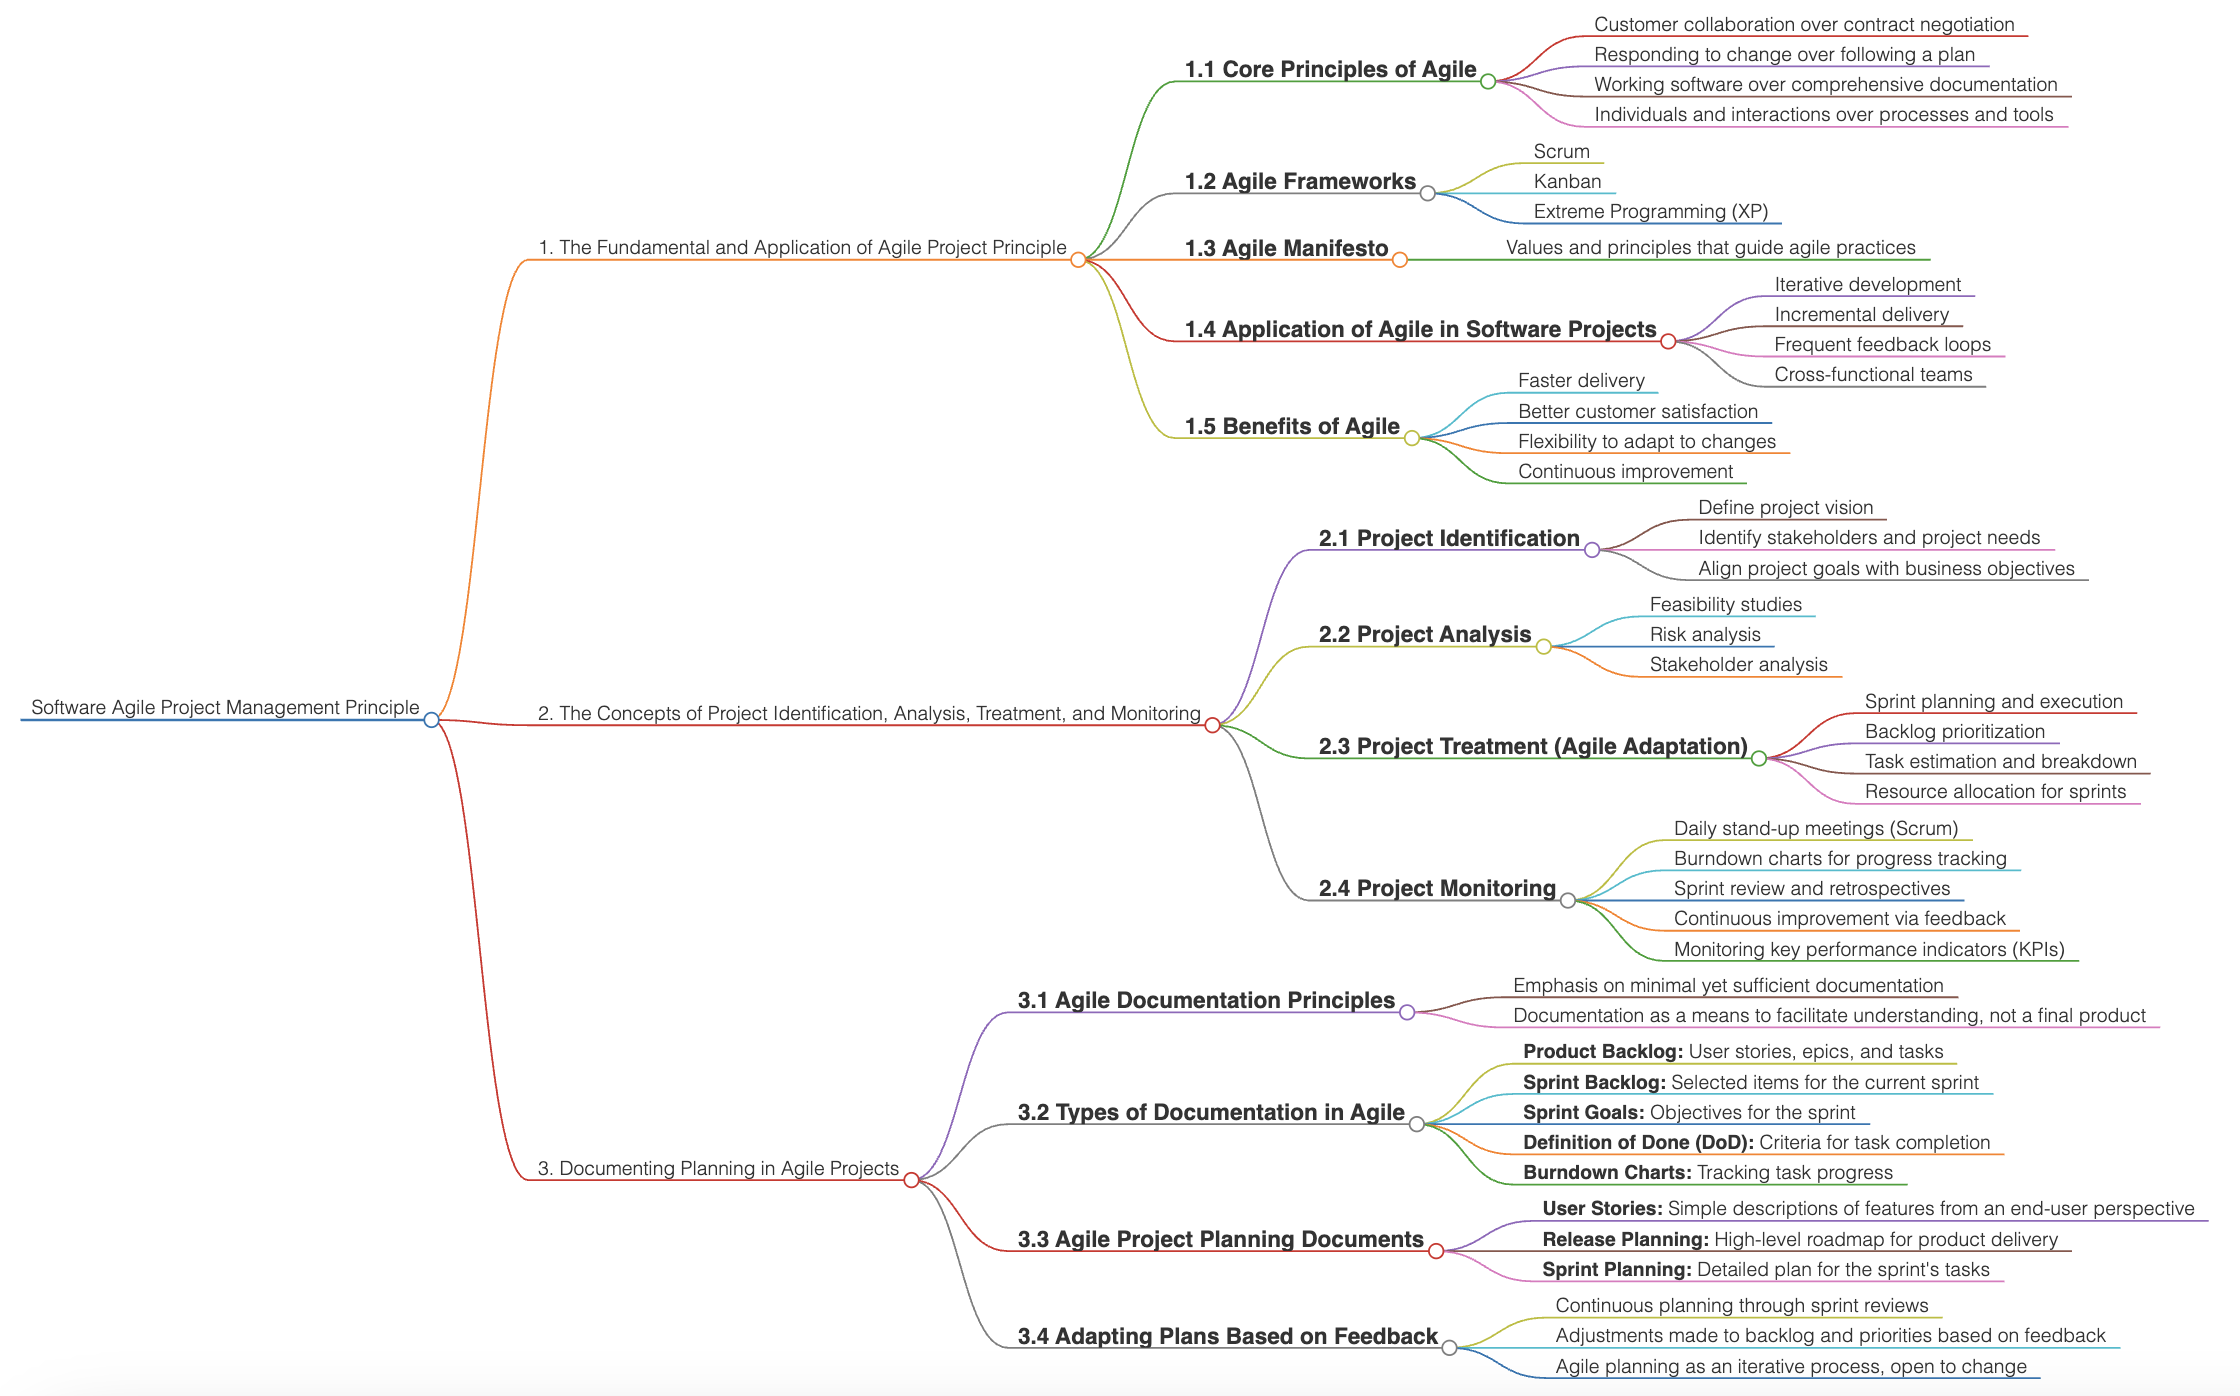 Software Agile Project Management Principle
1. The Fundamental and Application of Agile Project Principle
1.1 Core Principles of Agile
Customer collaboration over contract negotiation
Responding to change over following a plan
Working software over comprehensive documentation
Individuals and interactions over processes and tools
1.2 Agile Frameworks
Scrum
Kanban
Extreme Programming (XP)
1.3 Agile Manifesto
Values and principles that guide agile practices
1.4 Application of Agile in Software Projects
Iterative development
Incremental delivery
Frequent feedback loops
Cross-functional teams
1.5 Benefits of Agile
Faster delivery
Better customer satisfaction
Flexibility to adapt to changes
Continuous improvement
2. The Concepts of Project Identification, Analysis, Treatment, and Monitoring
2.1 Project Identification
Define project vision
Identify stakeholders and project needs
Align project goals with business objectives
2.2 Project Analysis
Feasibility studies
Risk analysis
Stakeholder analysis
2.3 Project Treatment (Agile Adaptation)
Sprint planning and execution
Backlog prioritization
Task estimation and breakdown
Resource allocation for sprints
2.4 Project Monitoring
Daily stand-up meetings (Scrum)
Burndown charts for progress tracking
Sprint review and retrospectives
Continuous improvement via feedback
Monitoring key performance indicators (KPIs)
3. Documenting Planning in Agile Projects
3.1 Agile Documentation Principles
Emphasis on minimal yet sufficient documentation
Documentation as a means to facilitate understanding, not a final product
3.2 Types of Documentation in Agile
Product Backlog: User stories, epics, and tasks
Sprint Backlog: Selected items for the current sprint
Sprint Goals: Objectives for the sprint
Definition of Done (DoD): Criteria for task completion
Burndown Charts: Tracking task progress
3.3 Agile Project Planning Documents
User Stories: Simple descriptions of features from an end-user perspective
Release Planning: High-level roadmap for product delivery
Sprint Planning: Detailed plan for the sprint's tasks
3.4 Adapting Plans Based on Feedback
Continuous planning through sprint reviews
Adjustments made to backlog and priorities based on feedback
Agile planning as an iterative process, open to change